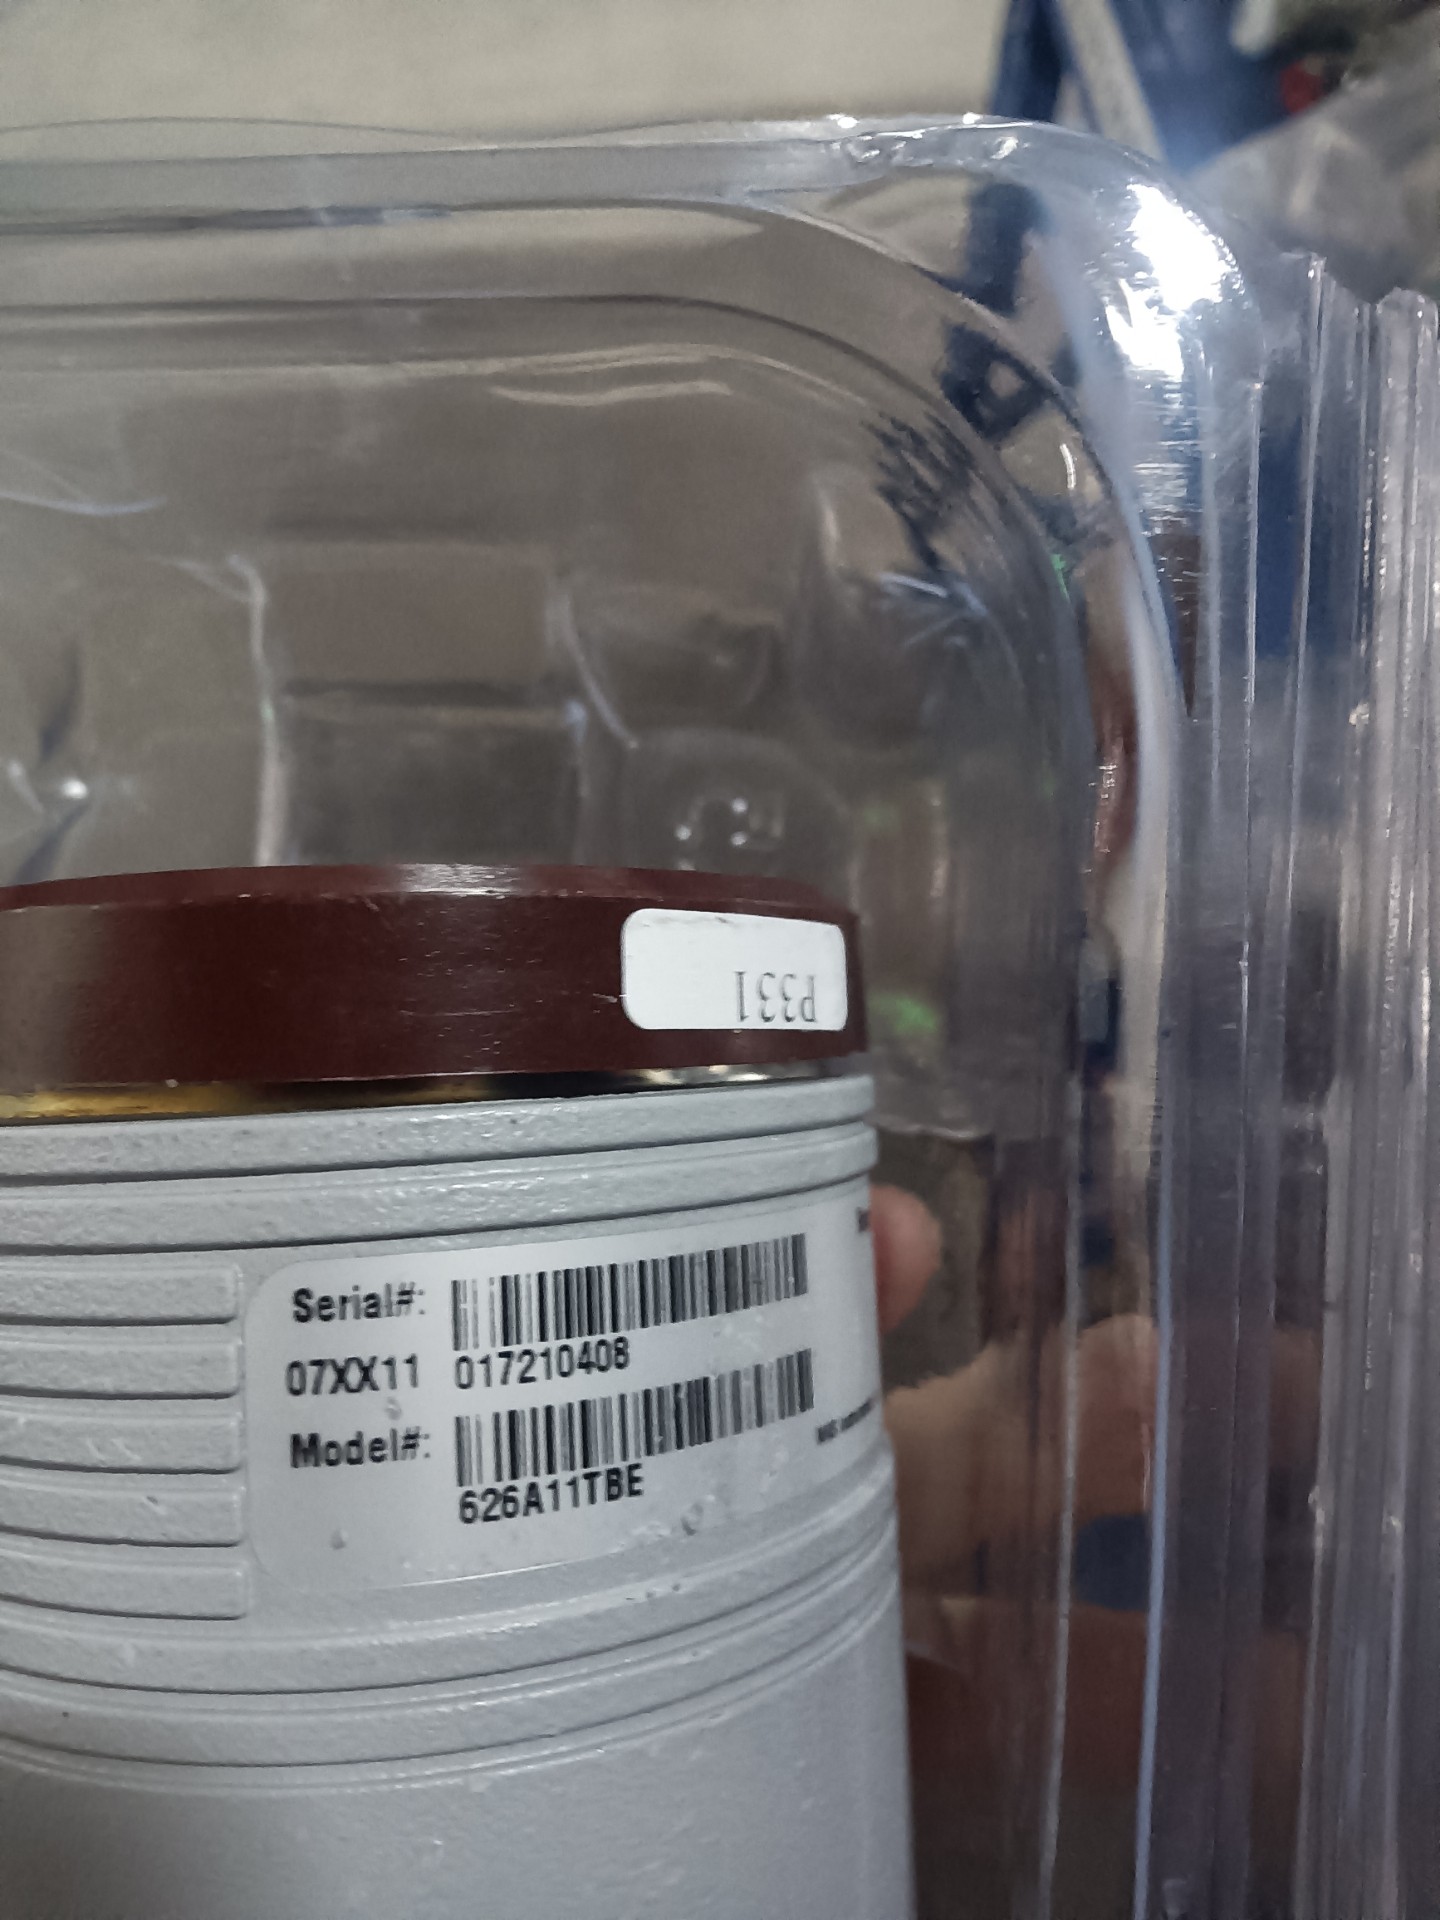 P331
Serial#:
07XX11 017210408
Model#:
626A11TBE